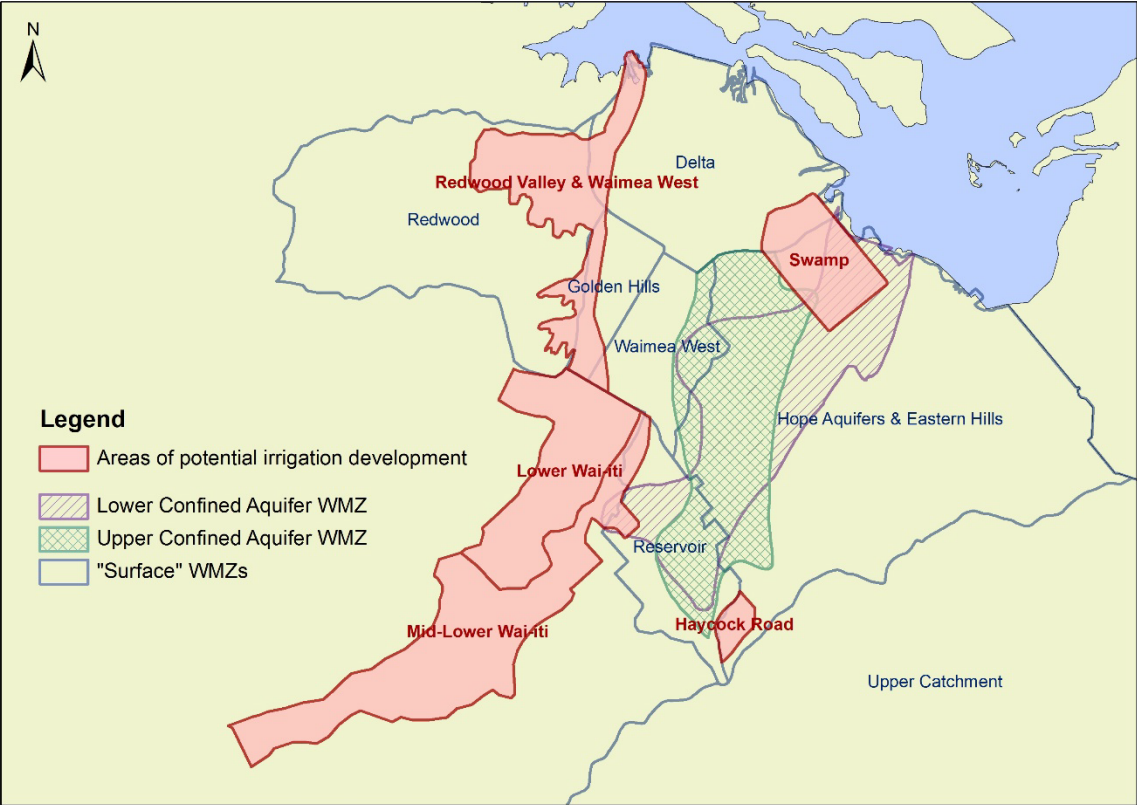 N
Delta
Redwood Valley & Waimea West
Redwood
Swamp
Golden Hills
Waimea West
Hope Aquifers & Eastern Hills
Legend
Areas of potential irrigation development
Lower Confined Aquifer WMZ
Upper Confined Aquifer WMZ
"Surface" WMZs
Lower Wai-iti
Reservoir
Haycock Road
Mid-Lower Wai-iti
Upper Catchment